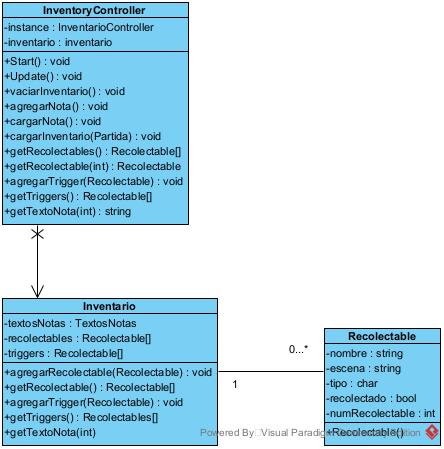 InventoryController
-instance : InventarioController
-inventario : inventario
+Start() : void
+Update() : void
+vaciarInventario() : void
+agregarNota() : void
+cargarNota() : void
+cargarInventario(Partida) : void
+getRecolectables() : Recolectable[]
+getRecolectable(int) : Recolectable
+agregarTrigger(Recolectable) : void
+getTriggers() : Recolectable[]
+getTextoNota(int) : string
Inventario
-textosNotas : TextosNotas
-recolectables : Recolectable[]
-triggers : Recolectable[]
+agregarRecolectable(Recolectable) : void
+getRecolectable() : Recolectable[]
+agregarTrigger(Recolectable) : void
+getTriggers() : Recolectables[]
+getTextoNota(int)
0...*
1
Recolectable
-nombre : string
-escena : string
-tipo : char
-recolectado : bool
-numRecolectable : int
+Recolectable()
Powered By Visual Paradigm Edition